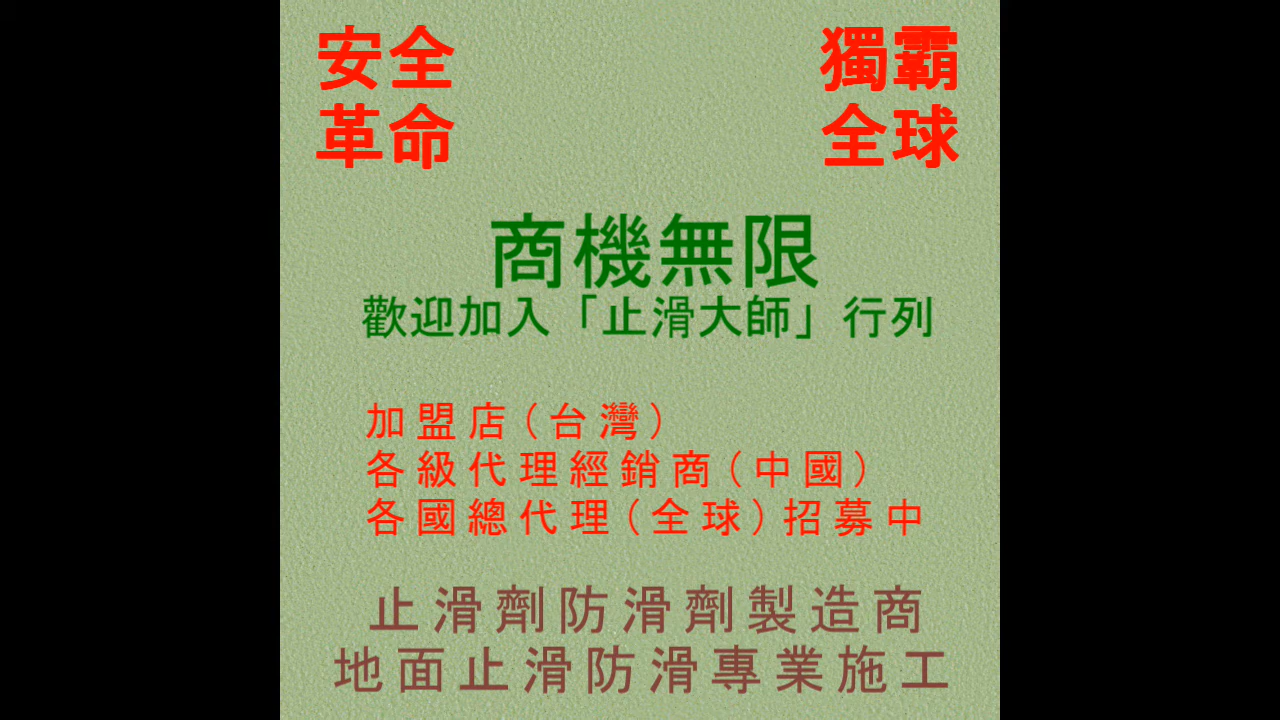 安全 獨霸
革命 全球
商機無限
歡迎加入「止滑大師」行列
加盟店(台灣)
各級代理經銷商(中國)
各國總代理(全球)招募中
止滑劑防滑劑製造商
地面止滑防滑專業施工